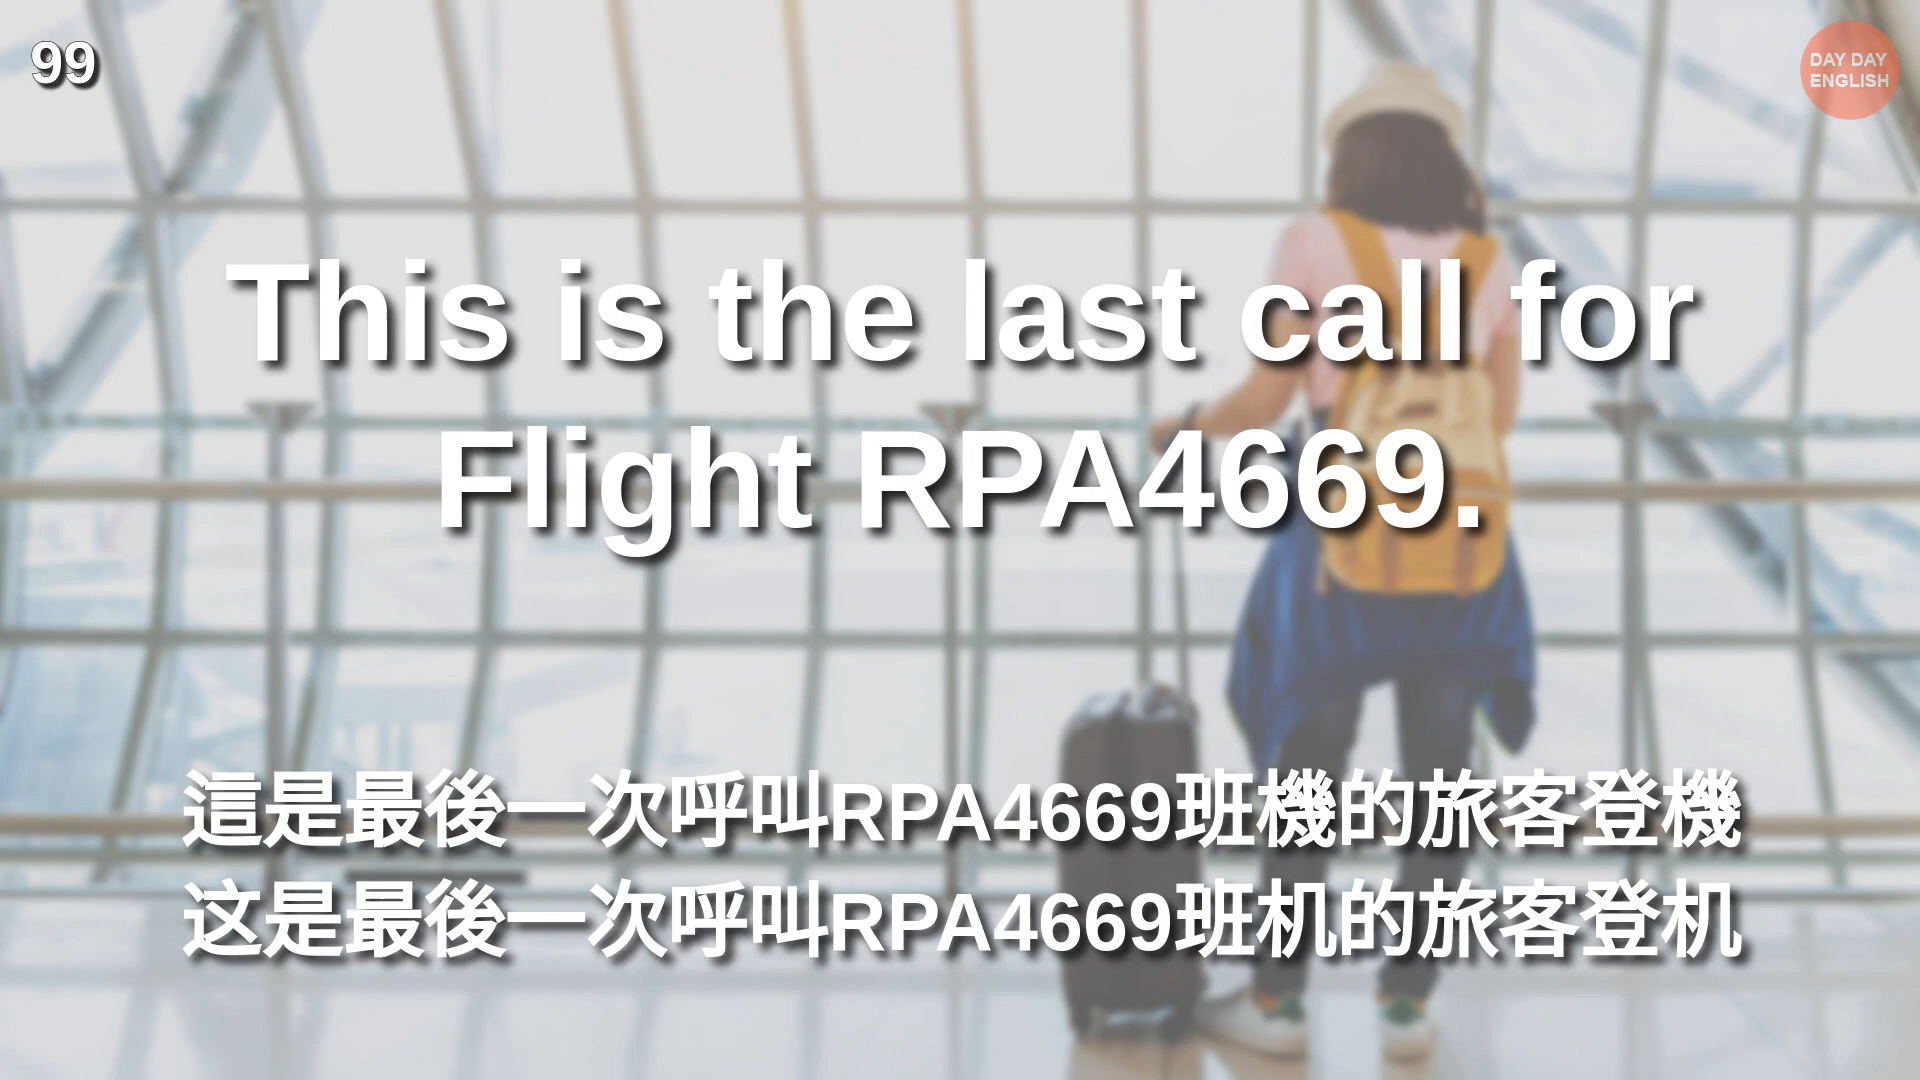 99
DAY DAY
ENGLISH
This is the last call for
Flight RPA4669.
這是最後一次呼叫RPA4669班機的旅客登機
这是最後一次呼叫RPA4669班机的旅客登机